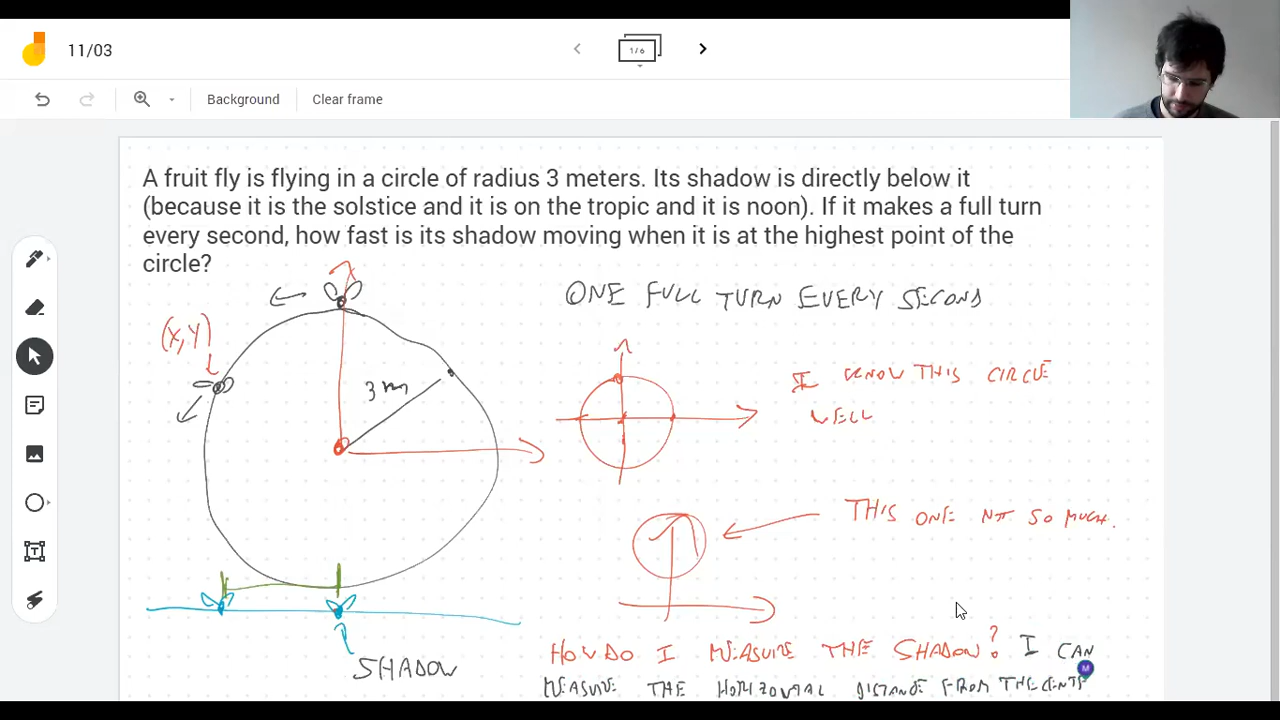 11/03
1/6
Background
Clear frame
A fruit fly is flying in a circle of radius 3 meters. Its shadow is directly below it
(because it is the solstice and it is on the tropic and it is noon). If it makes a full turn
every second, how fast is its shadow moving when it is at the highest point of the
circle?
ONE FULL TURN EVERY SECOND
(X,Y)
3m
I KNOW THIS CIRCLE
WELL
THIS ONE NOT SO MUCH.
HOW DO I MEASURE THE SHADOW? I CAN
MEASURE THE HORIZONTAL DISTANCE FROM THE CENTE
SHADOW
M